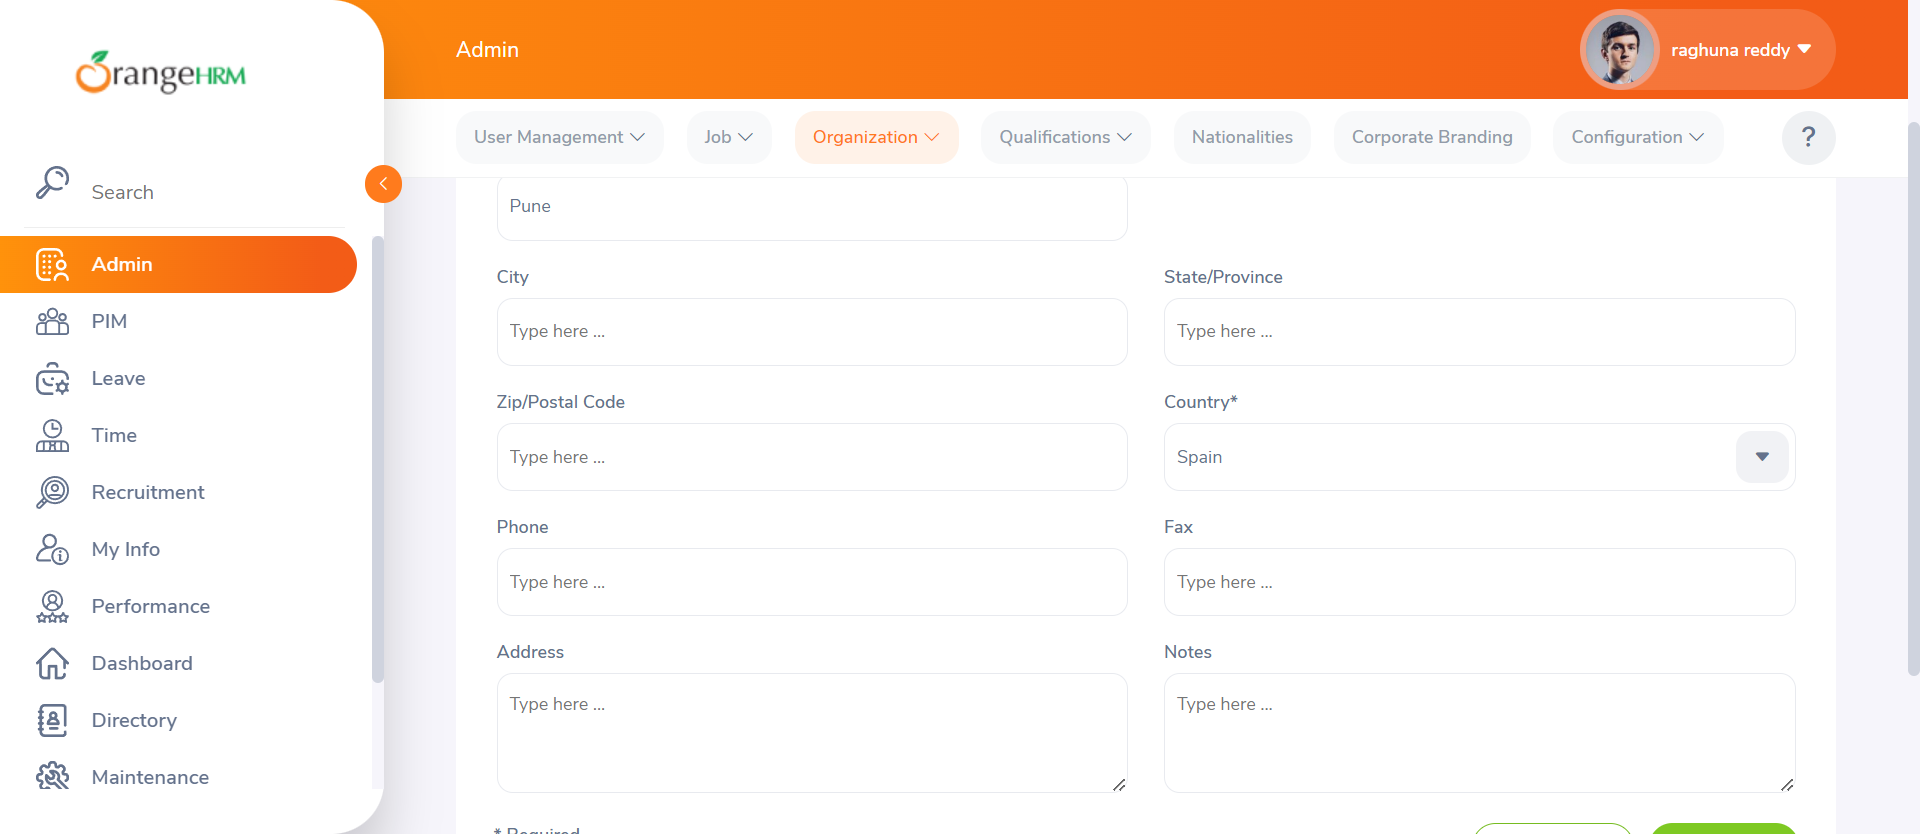 OrangeHRM
Admin
raghuna reddy
User Management
Job
Organization
Qualifications
Nationalities
Corporate Branding
Configuration
?
Search
Admin
PIM
Leave
Time
Recruitment
My Info
Performance
Dashboard
Directory
Maintenance
Pune
City
State/Province
Type here ...
Type here ...
Zip/Postal Code
Country*
Type here ...
Spain
Phone
Fax
Type here ...
Type here ...
Address
Notes
Type here ...
Type here ...
* Required